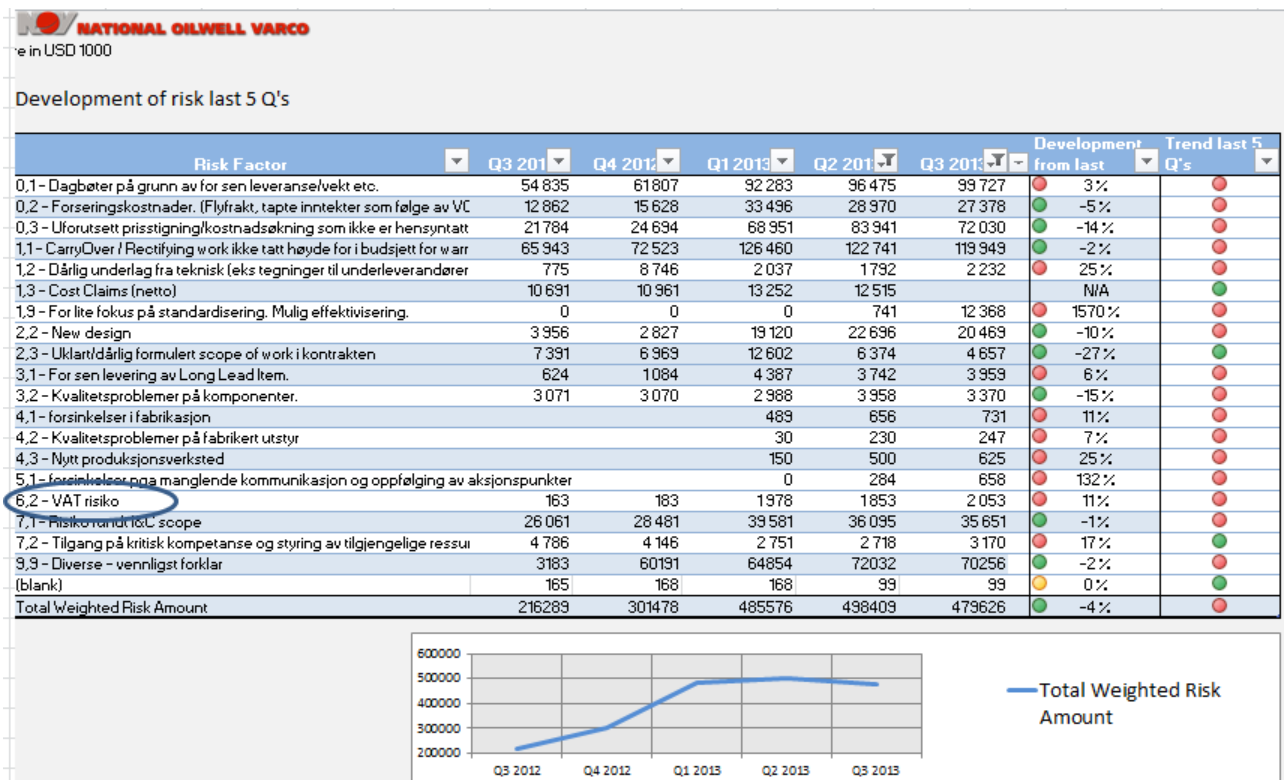 NOV NATIONAL OILWELL VARCO
e in USD 1000
Development of risk last 5 Q's
Risk Factor Q3 201 Q4 2012 Q1 2013 Q2 201 Q3 2013 Development from last Trend last 5 Q's
0,1 - Dagbøter på grunn av for sen leveranse/vekt etc. 54 835 61 807 92 283 96 475 99 727 3%
0,2 - Forseringskostnader. (Flyfrakt, tapte inntekter som følge av VO 12 862 15 628 33 496 28 970 27 378 -5%
0,3 - Uforutsett prisstigning/kostnadsøkning som ikke er hensyntatt 21 784 24 694 68 951 83 941 72 030 -14%
1,1 - CarryOver / Rectifying work ikke tatt høyde for i budsjett for warr 65 943 72 523 126 460 122 741 119 949 -2%
1,2 - Dårlig underlag fra teknisk (eks tegninger til underleverandører 775 8 746 2 037 1 792 2 232 25%
1,3 - Cost Claims (netto) 10 691 10 961 13 252 12 515 N/A
1,9 - For lite fokus på standardisering. Mulig effektivisering. 0 0 0 741 12 368 1570%
2,2 - New design 3 956 2 827 19 120 22 696 20 469 -10%
2,3 - Uklart/dårlig formulert scope of work i kontrakten 7 391 6 969 12 602 6 374 4 657 -27%
3,1 - For sen levering av Long Lead Item. 624 1 084 4 387 3 742 3 959 6%
3,2 - Kvalitetsproblemer på komponenter. 3 071 3 070 2 988 3 958 3 370 -15%
4,1 - forsinkelser i fabrikasjon 489 656 731 11%
4,2 - Kvalitetsproblemer på fabrikert utstyr 30 230 247 7%
4,3 - Nytt produksjonsverksted 150 500 625 25%
5,1 - forsinkelser pga manglende kommunikasjon og oppfølging av aksjonspunkter 0 284 658 132%
6,2 - VAT risiko 163 183 1 978 1 853 2 053 11%
7,1 - Risiko rundt I&C scope 26 061 28 481 39 581 36 095 35 651 -1%
7,2 - Tilgang på kritisk kompetanse og styring av tilgjengelige ressur 4 786 4 146 2 751 2 718 3 170 17%
9,9 - Diverse - vennligst forklar 3183 60191 64854 72032 70256 -2%
(blank) 165 168 168 99 99 0%
Total Weighted Risk Amount 216289 301478 485576 498409 479626 -4%
600000
500000
400000
300000
200000
Q3 2012 Q4 2012 Q1 2013 Q2 2013 Q3 2013
Total Weighted Risk
Amount